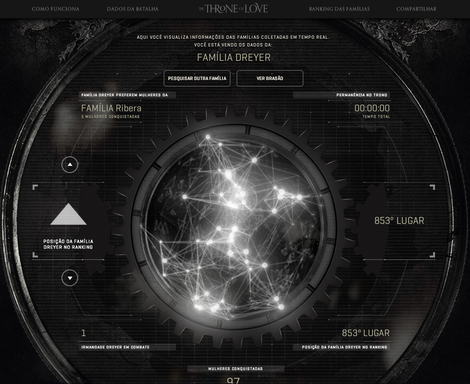 COMO FUNCIONA
DADOS DA BATALHA
THE THRONE OF LOVE
RANKING DAS FAMÍLIAS
COMPARTILHAR
AQUI VOCÊ VISUALIZA INFORMAÇÕES DAS FAMÍLIAS COLETADAS EM TEMPO REAL.
VOCÊ ESTÁ VENDO OS DADOS DA:
FAMÍLIA DREYER
PESQUISAR OUTRA FAMÍLIA
VER BRASÃO
FAMÍLIA DREYER PREFEREM MULHERES DA
PERMANÊNCIA NO TRONO
FAMÍLIA Ribera
00:00:00
5 MULHERES CONQUISTADAS
TEMPO TOTAL
853º LUGAR
POSIÇÃO DA FAMÍLIA
DREYER NO RANKING
1
853º LUGAR
IRMANDADE DREYER EM COMBATE
POSIÇÃO DA FAMÍLIA DREYER NO RANKING
MULHERES CONQUISTADAS
97